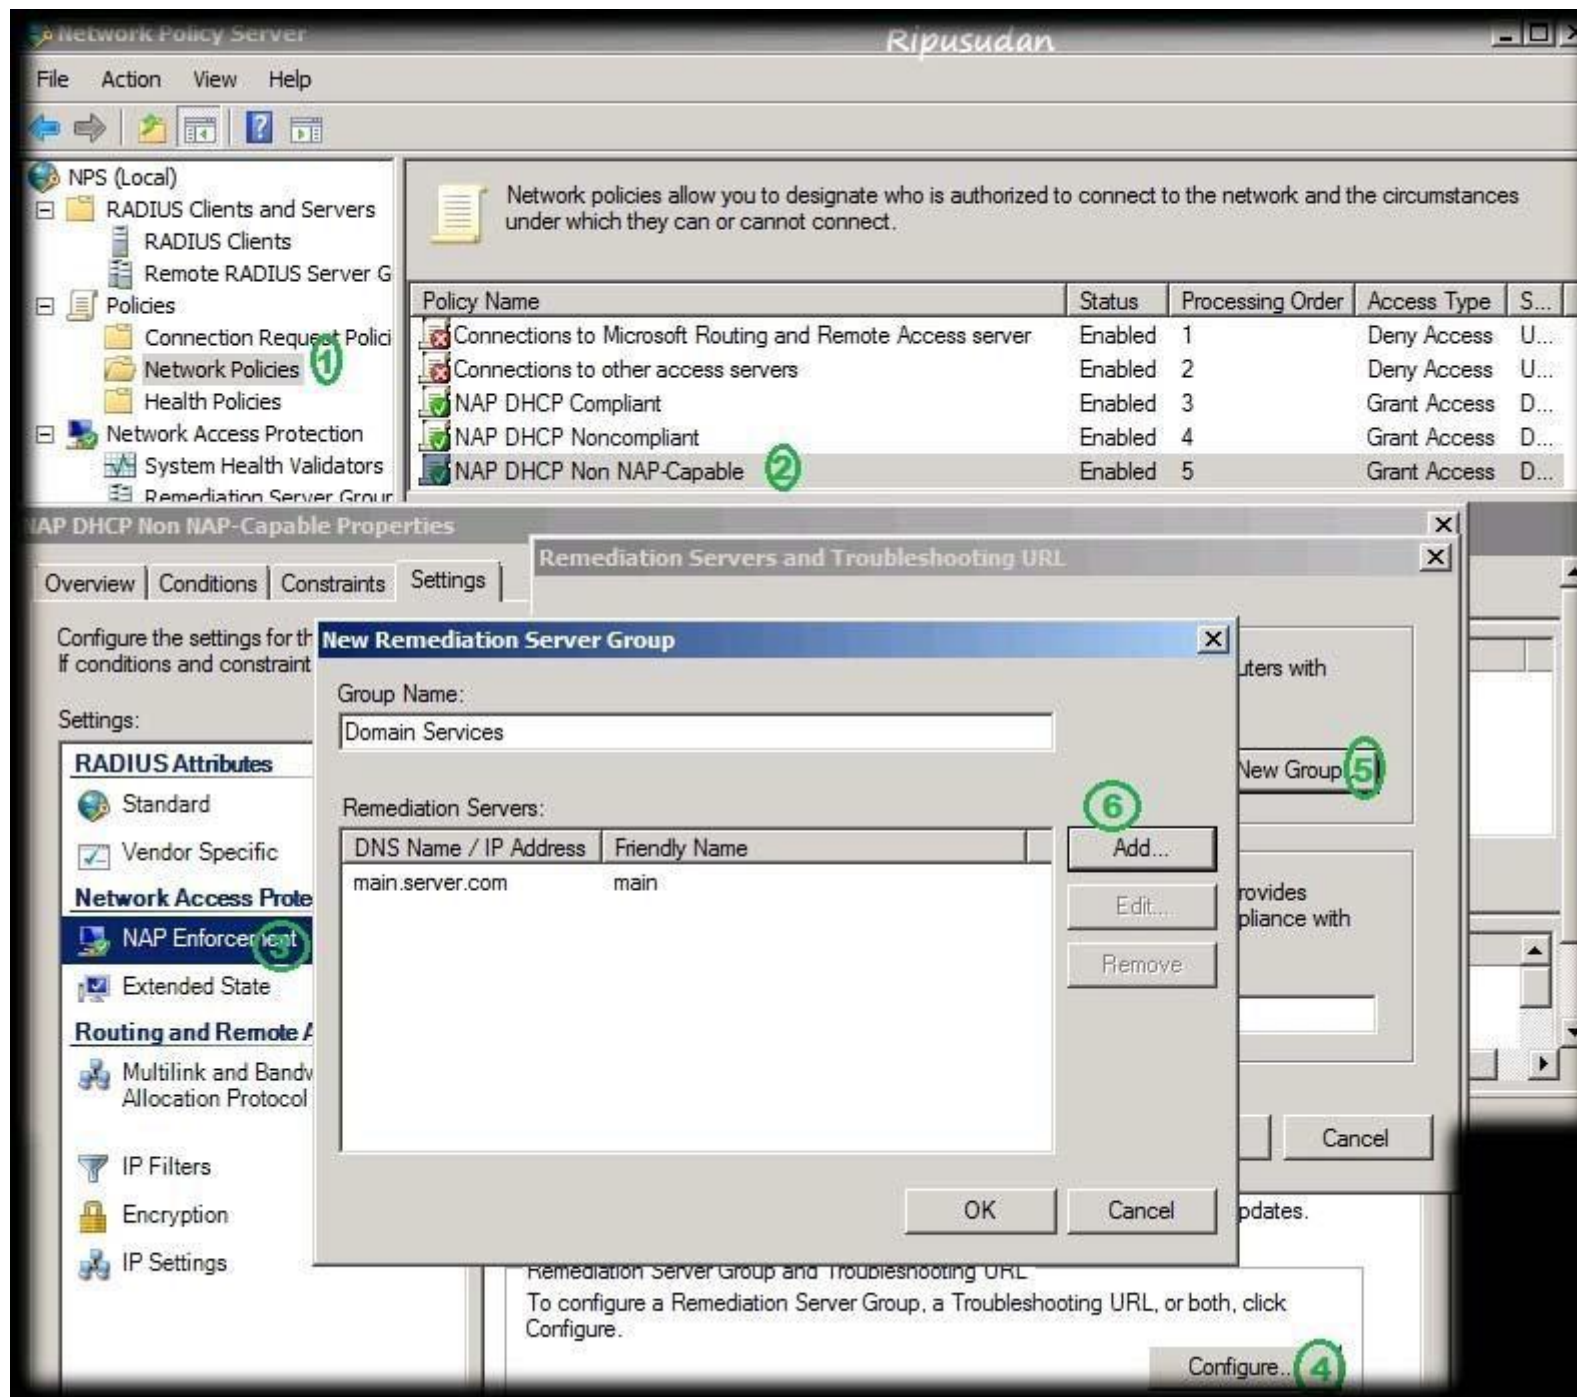 Network Policy Server
Ripusudan
File Action View Help
NPS (Local)
RADIUS Clients and Servers
RADIUS Clients
Remote RADIUS Server G
Policies
Connection Request Polici
Network Policies 1
Health Policies
Network Access Protection
System Health Validators
Remediation Server Grour
Network policies allow you to designate who is authorized to connect to the network and the circumstances
under which they can or cannot connect.
Policy Name Status Processing Order Access Type S...
Connections to Microsoft Routing and Remote Access server Enabled 1 Deny Access U...
Connections to other access servers Enabled 2 Deny Access U...
NAP DHCP Compliant Enabled 3 Grant Access D...
NAP DHCP Noncompliant Enabled 4 Grant Access D...
NAP DHCP Non NAP-Capable 2 Enabled 5 Grant Access D...
NAP DHCP Non NAP-Capable Properties
Overview Conditions Constraints Settings
Configure the settings for th
If conditions and constraint
Settings:
RADIUS Attributes
Standard
Vendor Specific
Network Access Prote
NAP Enforcement 3
Extended State
Routing and Remote A
Multilink and Bandw
Allocation Protocol
IP Filters
Encryption
IP Settings
Remediation Servers and Troubleshooting URL
uters with
New Group... 5
rovides
pliance with
Cancel
New Remediation Server Group
Group Name:
Domain Services
Remediation Servers:
DNS Name / IP Address Friendly Name
main.server.com main
6
Add...
Edit...
Remove
OK Cancel
pdates.
Remediation Server Group and Troubleshooting URL
To configure a Remediation Server Group, a Troubleshooting URL, or both, click
Configure.
Configure... 4